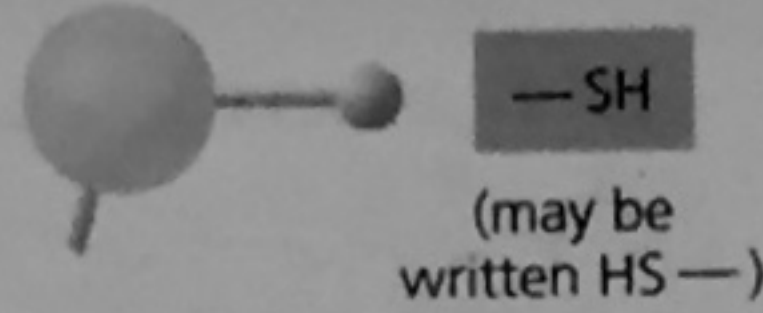 —SH
(may be
written HS—)